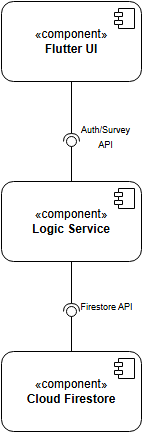 «component»
Flutter UI
Auth/Survey
API
«component»
Logic Service
Firestore API
«component»
Cloud Firestore